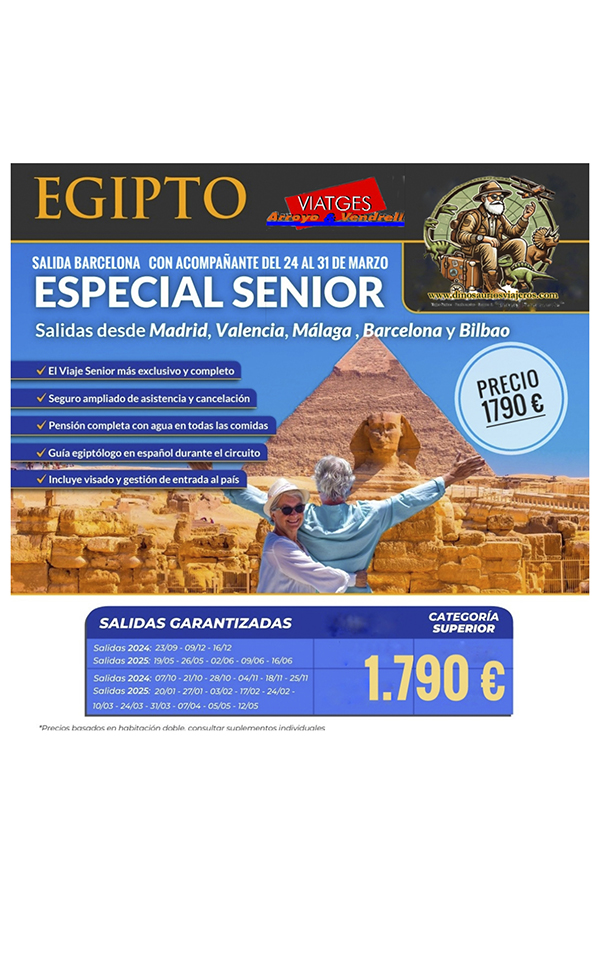 EGIPTO
VIATGES
Arroyo & Vendrell
www.dinosauriosviajeros.com
SALIDA BARCELONA CON ACOMPAÑANTE DEL 24 AL 31 DE MARZO
ESPECIAL SENIOR
Salidas desde Madrid, Valencia, Málaga , Barcelona y Bilbao
✓ El Viaje Senior más exclusivo y completo
✓ Seguro ampliado de asistencia y cancelación
✓ Pensión completa con agua en todas las comidas
✓ Guía egiptólogo en español durante el circuito
✓ Incluye visado y gestión de entrada al país
PRECIO
1790 €
SALIDAS GARANTIZADAS
CATEGORÍA
SUPERIOR
Salidas 2024: 23/09 - 09/12 - 16/12
Salidas 2025: 19/05 - 26/05 - 02/06 - 09/06 - 16/06
Salidas 2024: 07/10 - 21/10 - 28/10 - 04/11 - 18/11 - 25/11
Salidas 2025: 20/01 - 27/01 - 03/02 - 17/02 - 24/02 -
10/03 - 24/03 - 31/03 - 07/04 - 05/05 - 12/05
1.790 €
*Precios basados en habitación doble, consultar suplementos individuales